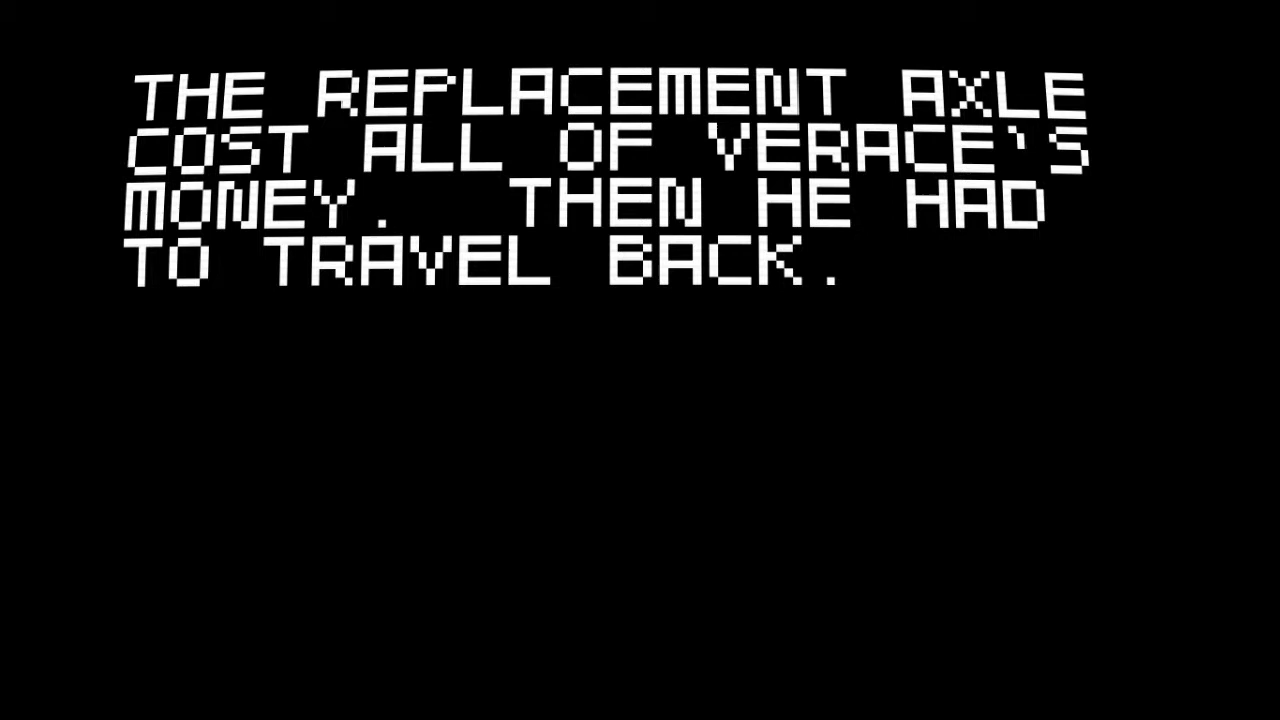 THE REPLACEMENT AXLE
COST ALL OF VERACE'S
MONEY.  THEN HE HAD
TO TRAVEL BACK.